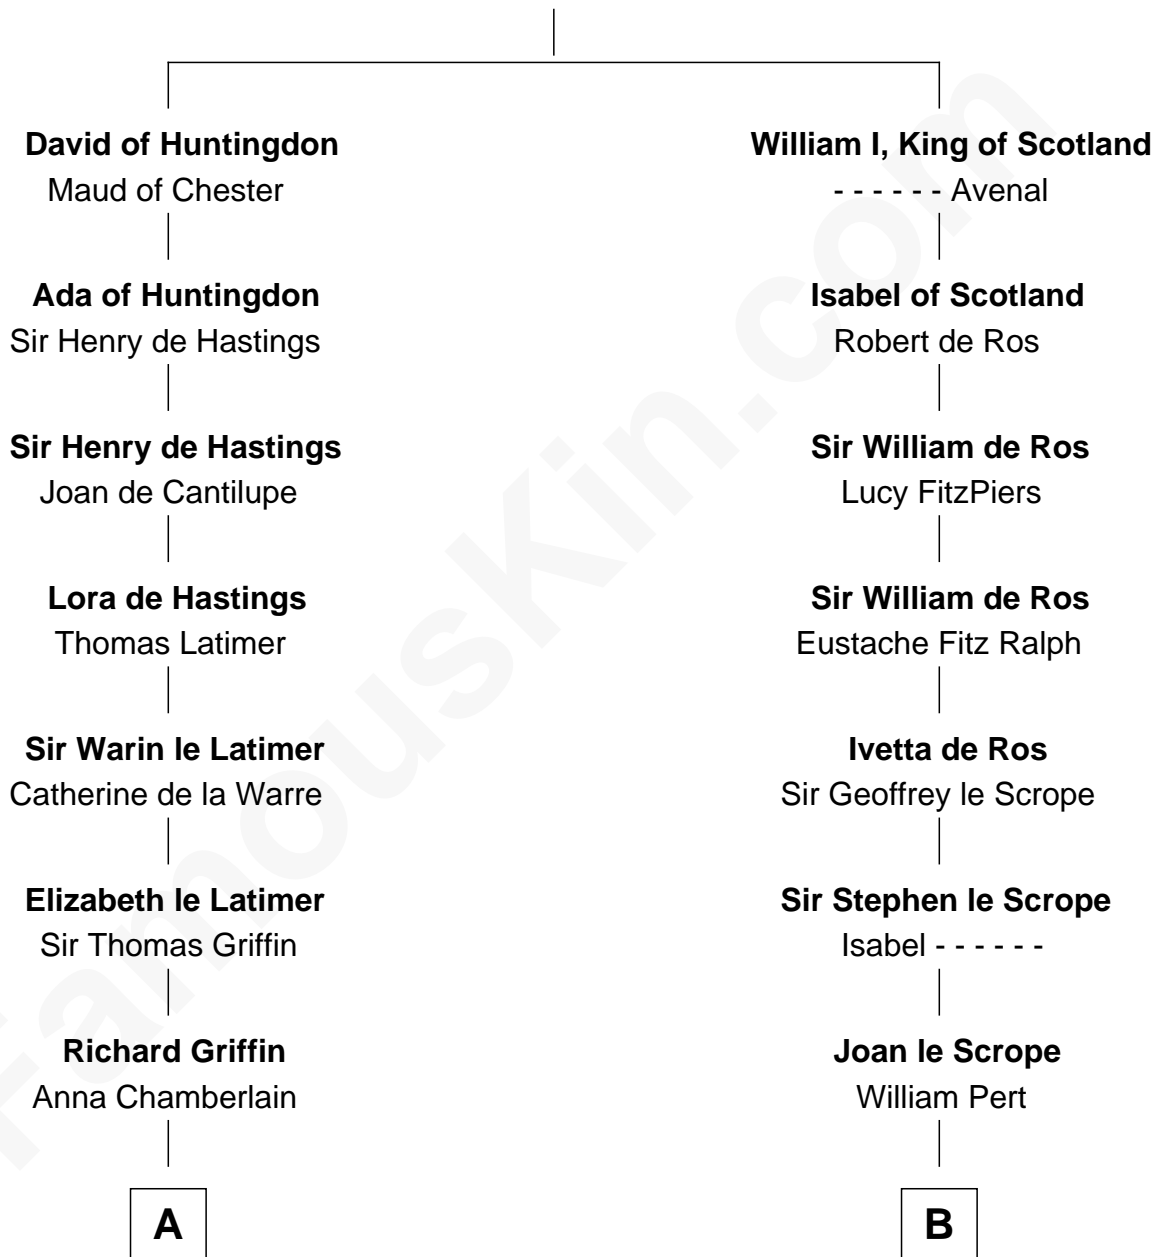 David of Huntingdon
Maud of Chester
William I, King of Scotland
- - - - - - Avenal
Ada of Huntingdon
Sir Henry de Hastings
Isabel of Scotland
Robert de Ros
Sir Henry de Hastings
Joan de Cantilupe
Sir William de Ros
Lucy FitzPiers
Lora de Hastings
Thomas Latimer
Sir William de Ros
Eustache Fitz Ralph
Sir Warin le Latimer
Catherine de la Warre
Ivetta de Ros
Sir Geoffrey le Scrope
Elizabeth le Latimer
Sir Thomas Griffin
Sir Stephen le Scrope
Isabel - - - - - -
Richard Griffin
Anna Chamberlain
Joan le Scrope
William Pert
A
B
FamousKin.com